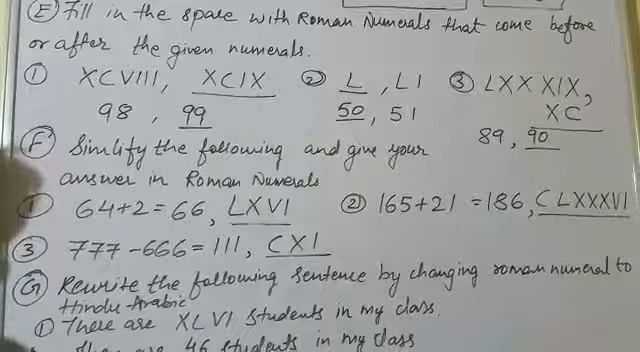 (E) Fill in the space with Roman Numerals that come before
or after the given numerals.
① XCVIII, XCIX ② L, LI ③ LXXXIX, XC
98, 99 50, 51 89, 90
(F) Simlify the following and give your
answer in Roman Numerals
① 64+2=66, LXVI ② 165+21=186, CLXXXVI
③ 777-666=111, CXI
(G) Rewrite the following sentence by changing roman numeral to
Hindu-Arabic
① There are XLVI students in my class.
There are 46 students in my class